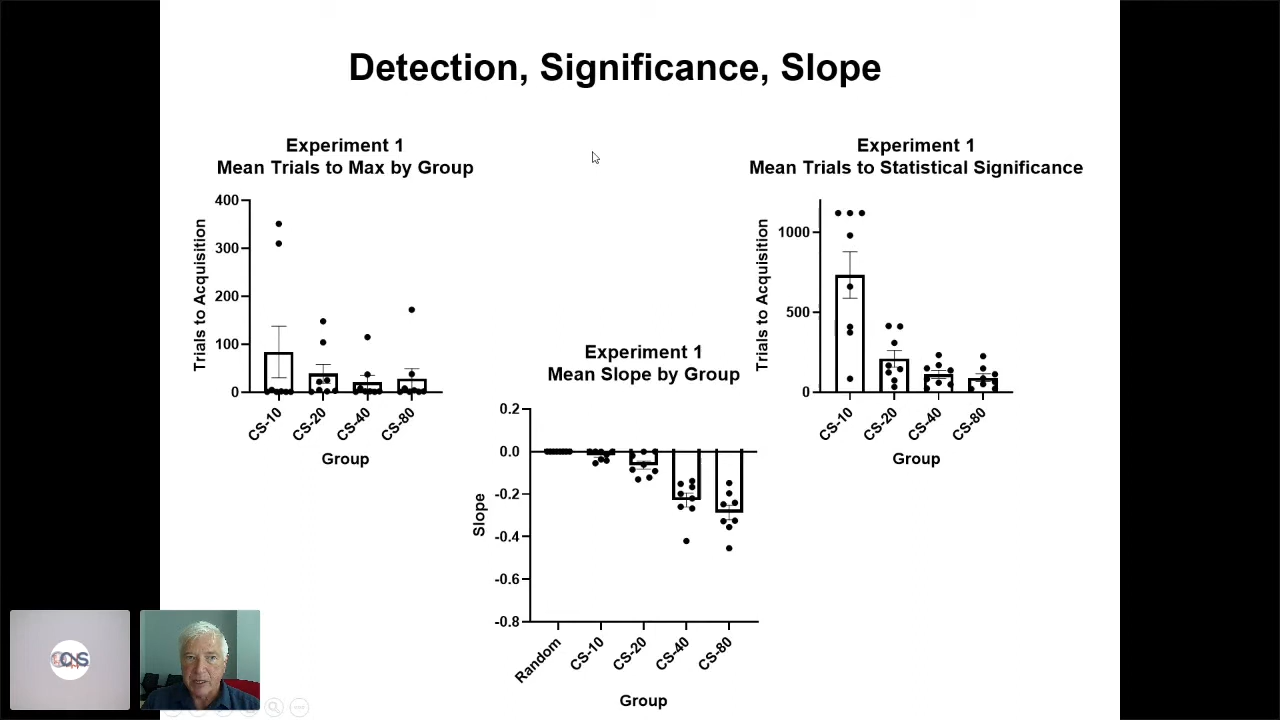 Detection, Significance, Slope
Experiment 1
Mean Trials to Max by Group
Trials to Acquisition
400
300
200
100
0
CS-10
CS-20
CS-40
CS-80
Group
Experiment 1
Mean Slope by Group
Slope
0.2
0.0
-0.2
-0.4
-0.6
-0.8
Random
CS-10
CS-20
CS-40
CS-80
Group
Experiment 1
Mean Trials to Statistical Significance
Trials to Acquisition
1000
500
0
CS-10
CS-20
CS-40
CS-80
Group